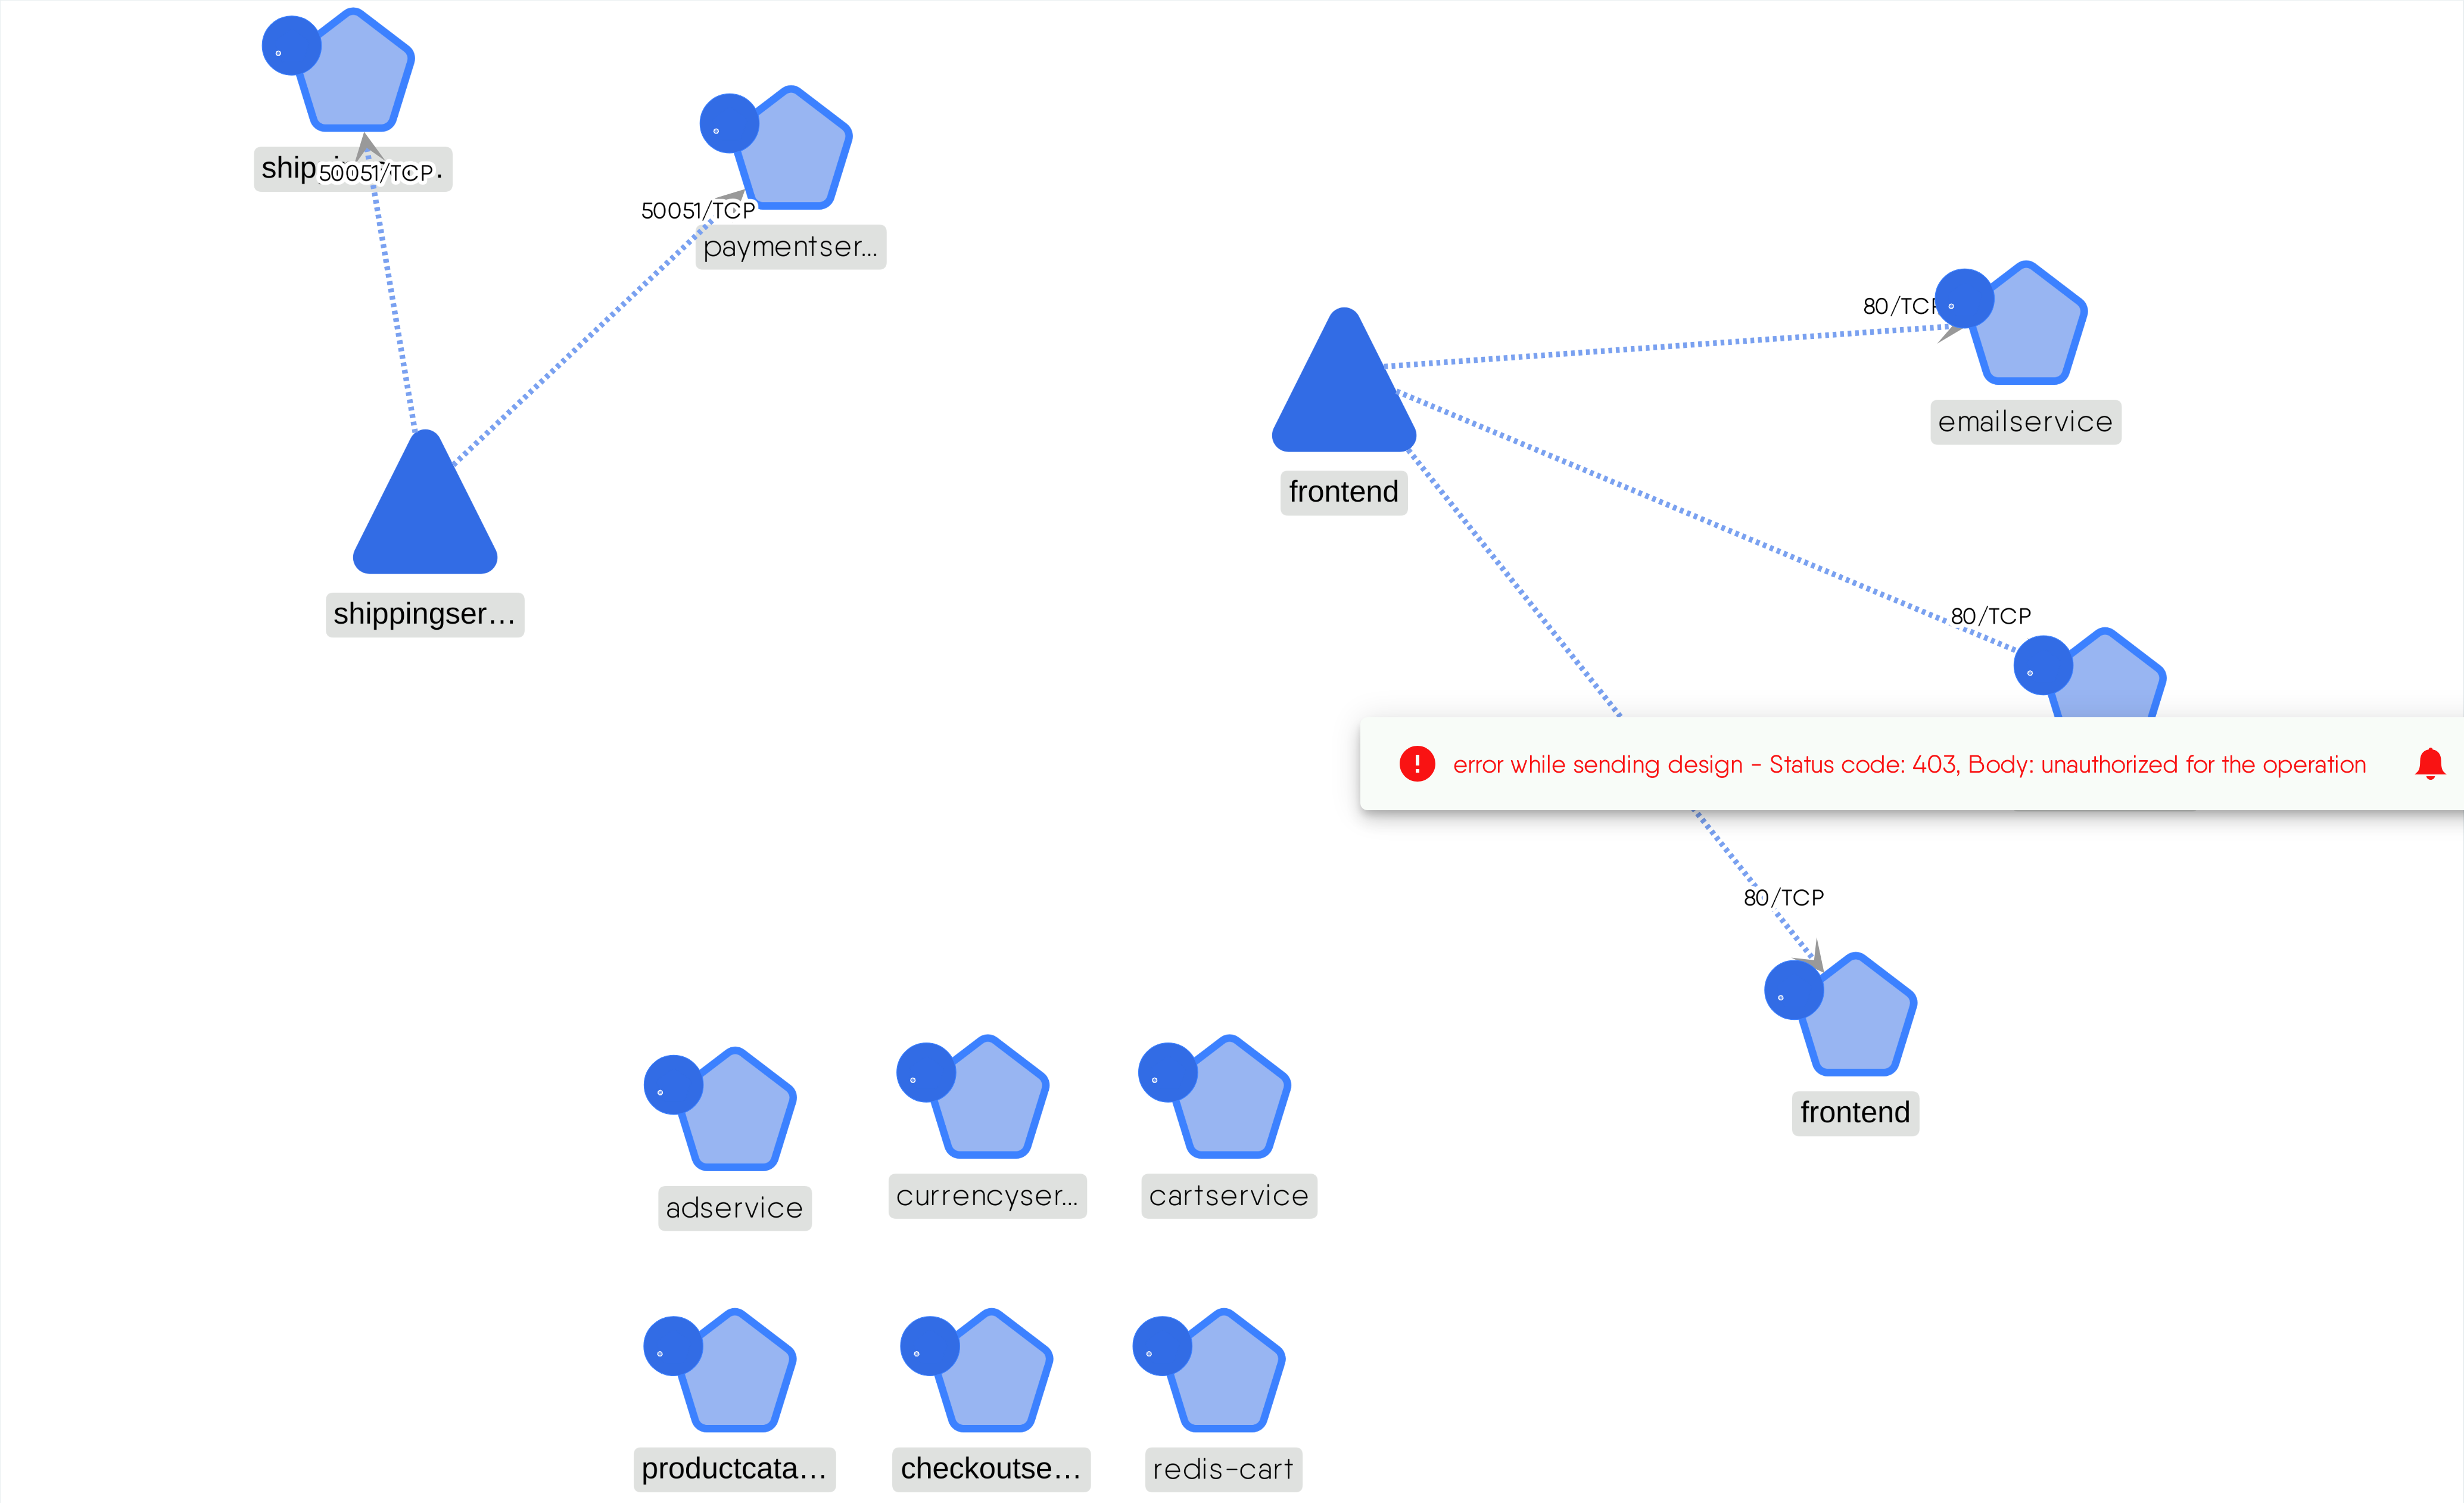 50051/TCP
50051/TCP
paymentser...
80/TCP
emailservice
frontend
shippingser...
80/TCP
error while sending design - Status code: 403, Body: unauthorized for the operation
80/TCP
frontend
adservice
currencyser...
cartservice
productcata...
checkoutse...
redis-cart